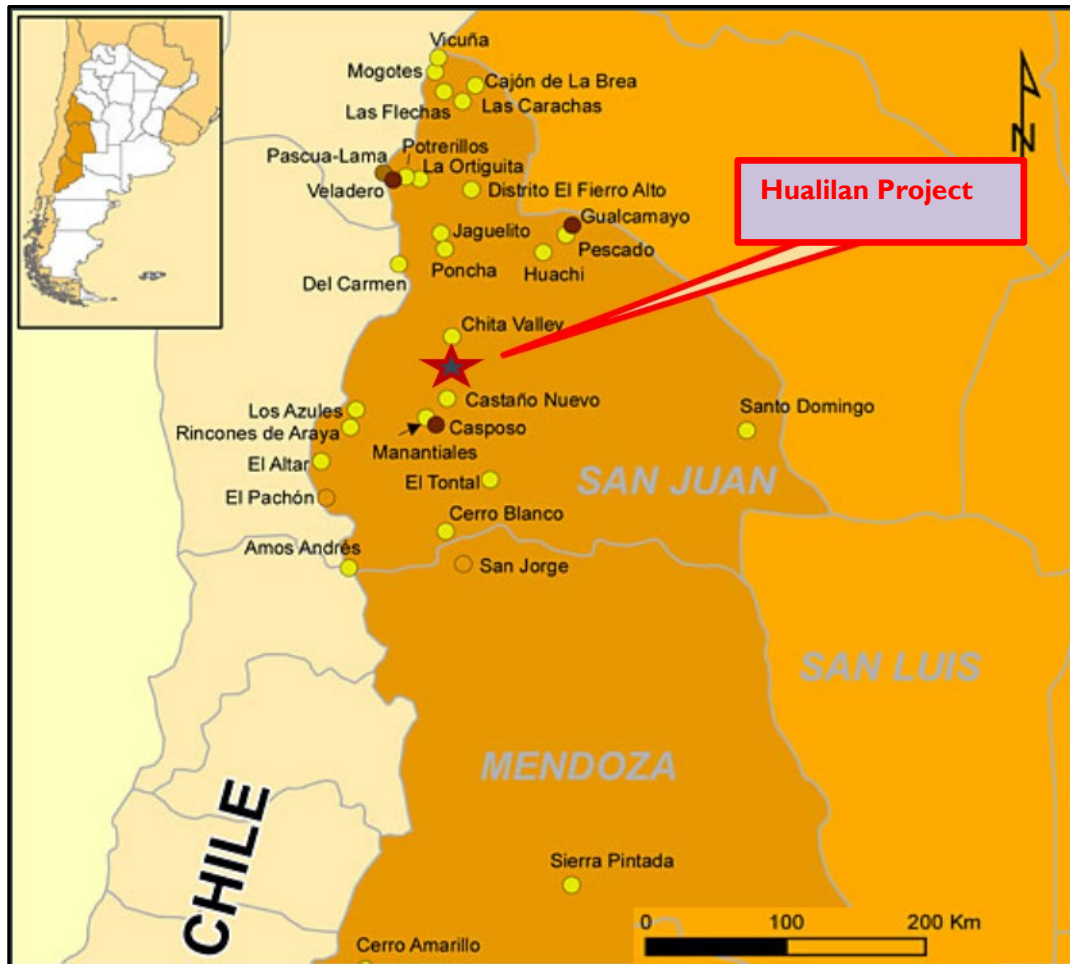 Vicuña
Mogotes
Cajón de La Brea
Las Flechas
Las Carachas
Potrerillos
Pascua-Lama
La Ortiguita
Veladero
Distrito El Fierro Alto
N
Hualilan Project
Gualcamayo
Jaguelito
Pescado
Poncha
Huachi
Del Carmen
Chita Valley
Castaño Nuevo
Los Azules
Santo Domingo
Rincones de Araya
Casposo
Manantiales
El Altar
El Tontal
SAN JUAN
El Pachón
Cerro Blanco
Amos Andrés
San Jorge
SAN LUIS
MENDOZA
CHILE
Sierra Pintada
0 100 200 Km
Cerro Amarillo